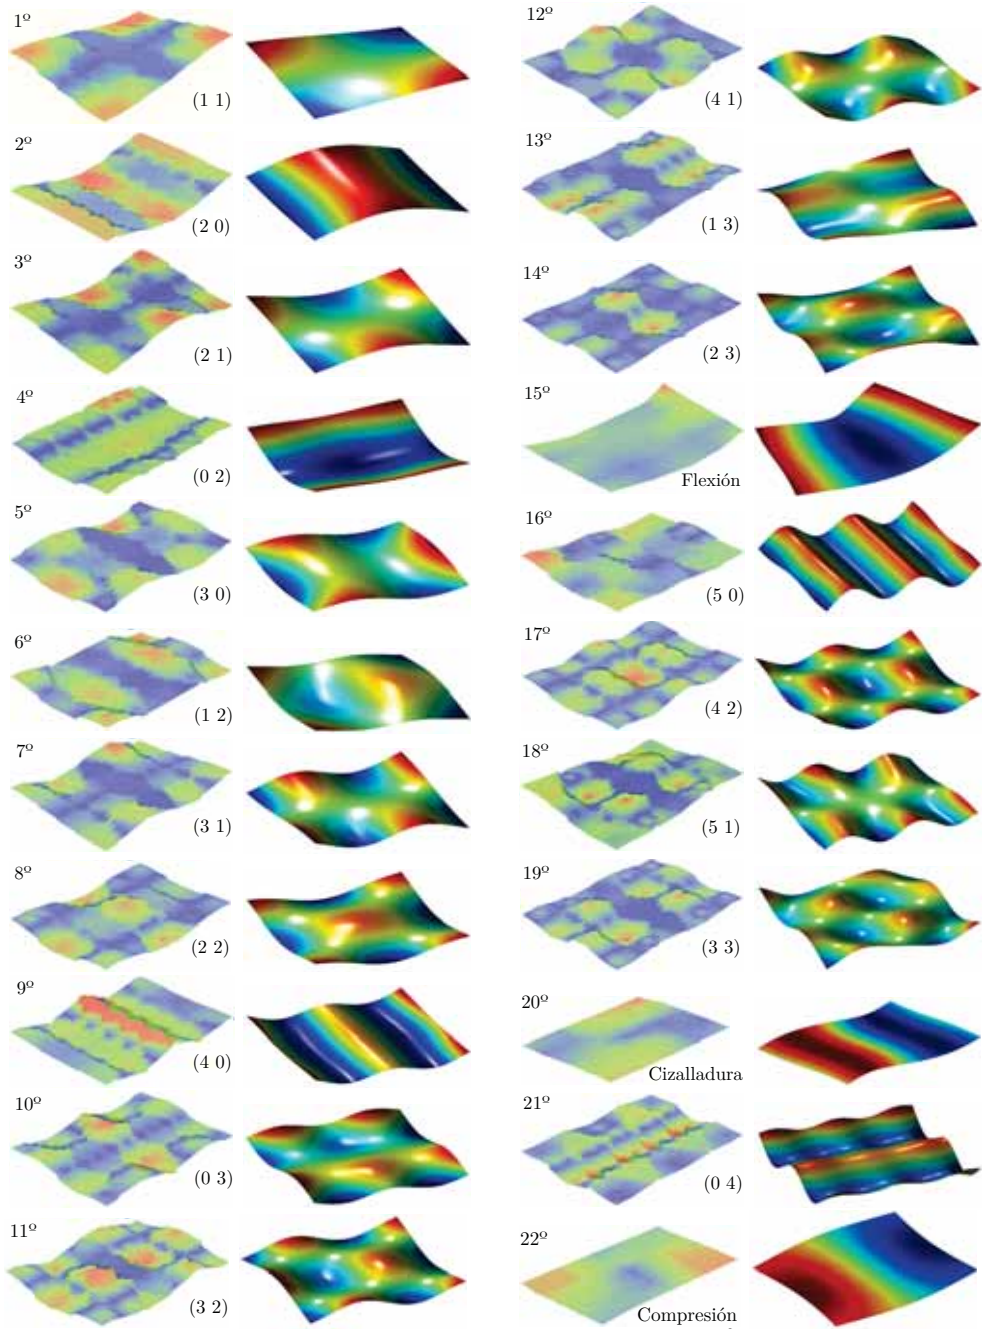 1º
(1 1)
2º
(2 0)
3º
(2 1)
4º
(0 2)
5º
(3 0)
6º
(1 2)
7º
(3 1)
8º
(2 2)
9º
(4 0)
10º
(0 3)
11º
(3 2)
12º
(4 1)
13º
(1 3)
14º
(2 3)
15º
Flexión
16º
(5 0)
17º
(4 2)
18º
(5 1)
19º
(3 3)
20º
Cizalladura
21º
(0 4)
22º
Compresión